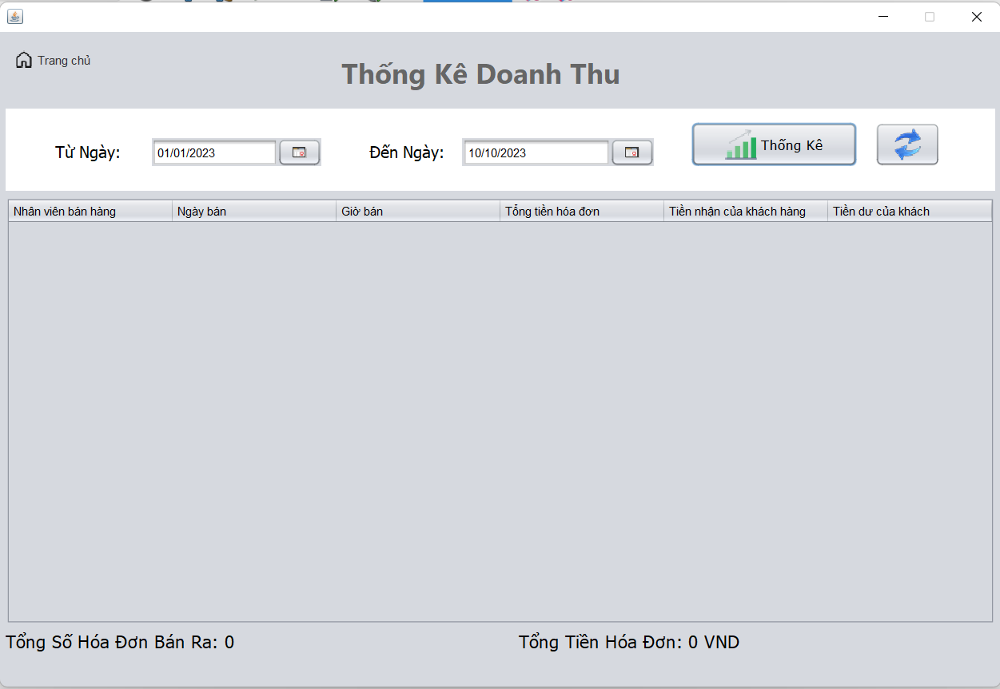 Trang chủ
Thống Kê Doanh Thu
Từ Ngày: 01/01/2023 Đến Ngày: 10/10/2023 Thống Kê
Nhân viên bán hàng Ngày bán Giờ bán Tổng tiền hóa đơn Tiền nhận của khách hàng Tiền dư của khách
Tổng Số Hóa Đơn Bán Ra: 0 Tổng Tiền Hóa Đơn: 0 VND